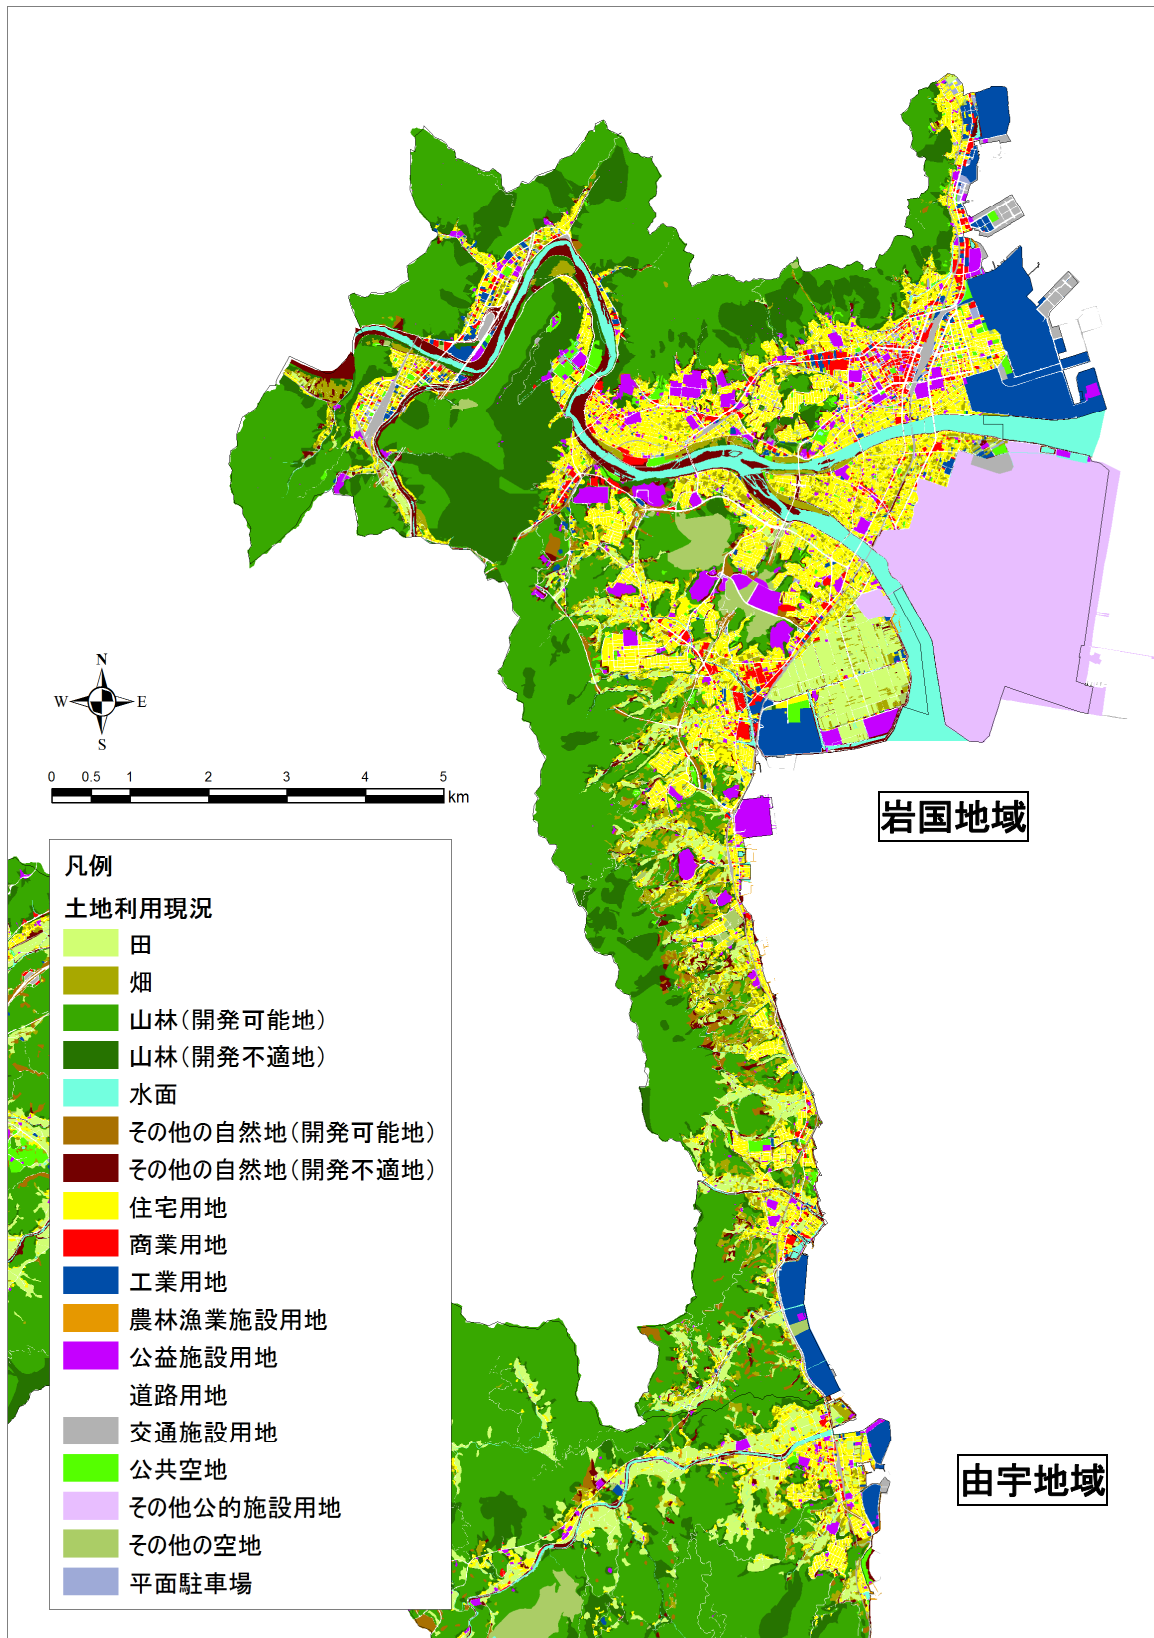 N
W
E
S
0 0.5 1 2 3 4 5
km
岩国地域
凡例
土地利用現況
田
畑
山林(開発可能地)
山林(開発不適地)
水面
その他の自然地(開発可能地)
その他の自然地(開発不適地)
住宅用地
商業用地
工業用地
農林漁業施設用地
公益施設用地
道路用地
交通施設用地
公共空地
その他公的施設用地
その他の空地
平面駐車場
由宇地域